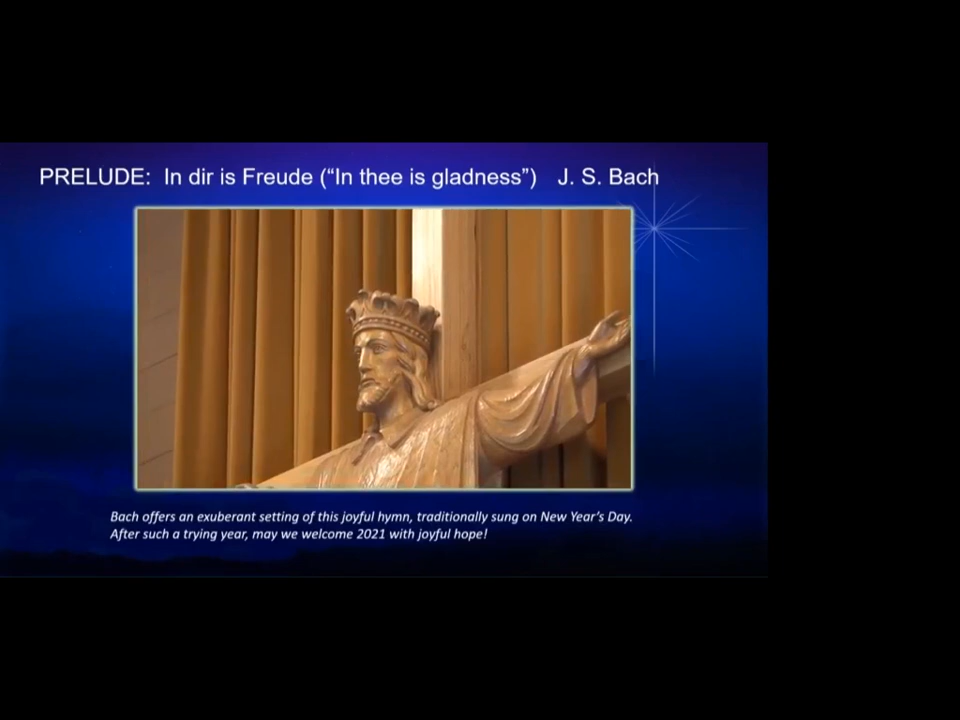 PRELUDE: In dir is Freude (“In thee is gladness”) J. S. Bach
Bach offers an exuberant setting of this joyful hymn, traditionally sung on New Year’s Day.
After such a trying year, may we welcome 2021 with joyful hope!